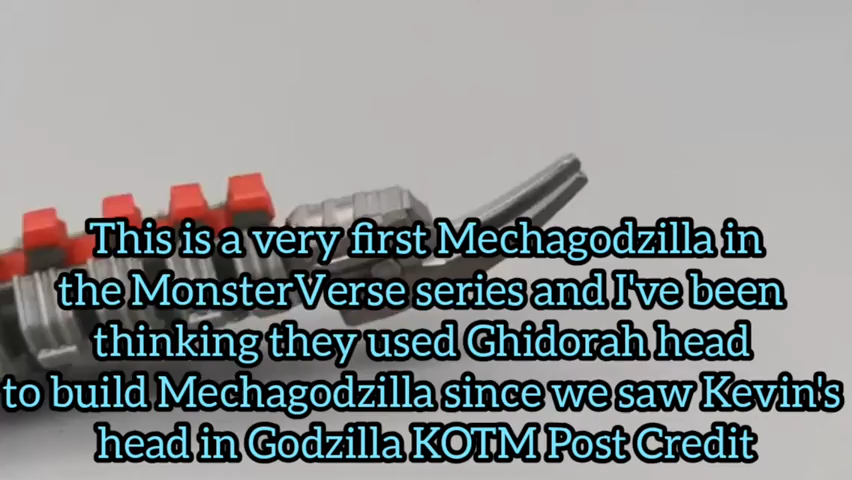 This is a very first Mechagodzilla in
the MonsterVerse series and I've been
thinking they used Ghidorah head
to build Mechagodzilla since we saw Kevin's
head in Godzilla KOTM Post Credit